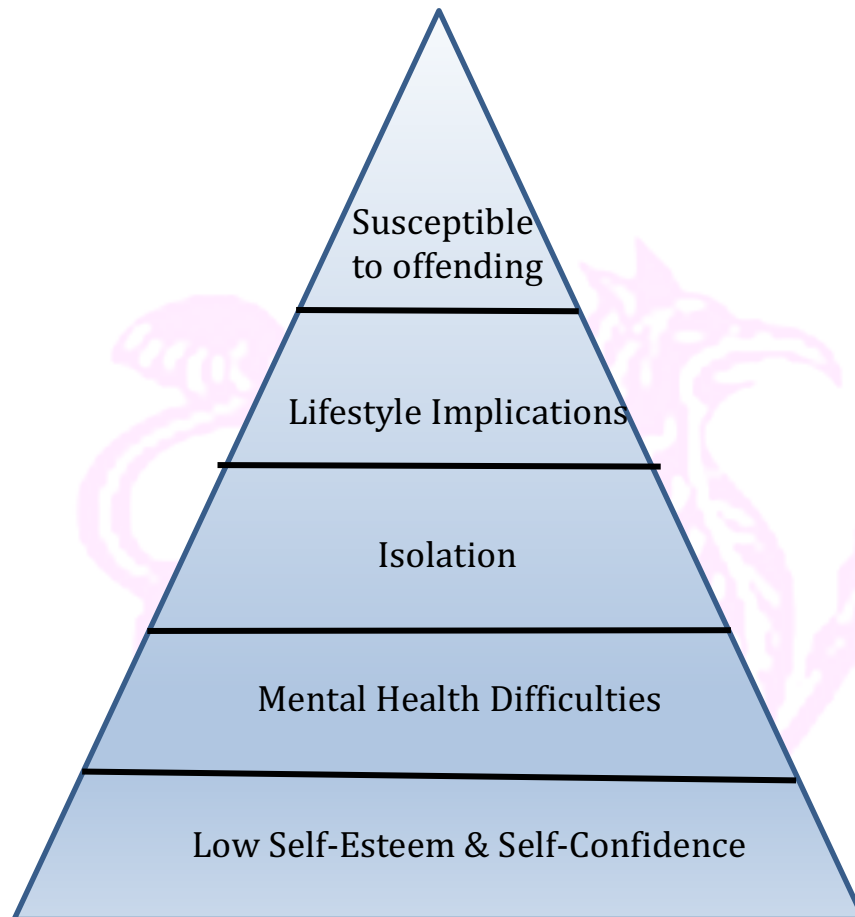 Susceptible
to offending
Lifestyle Implications
Isolation
Mental Health Difficulties
Low Self-Esteem & Self-Confidence